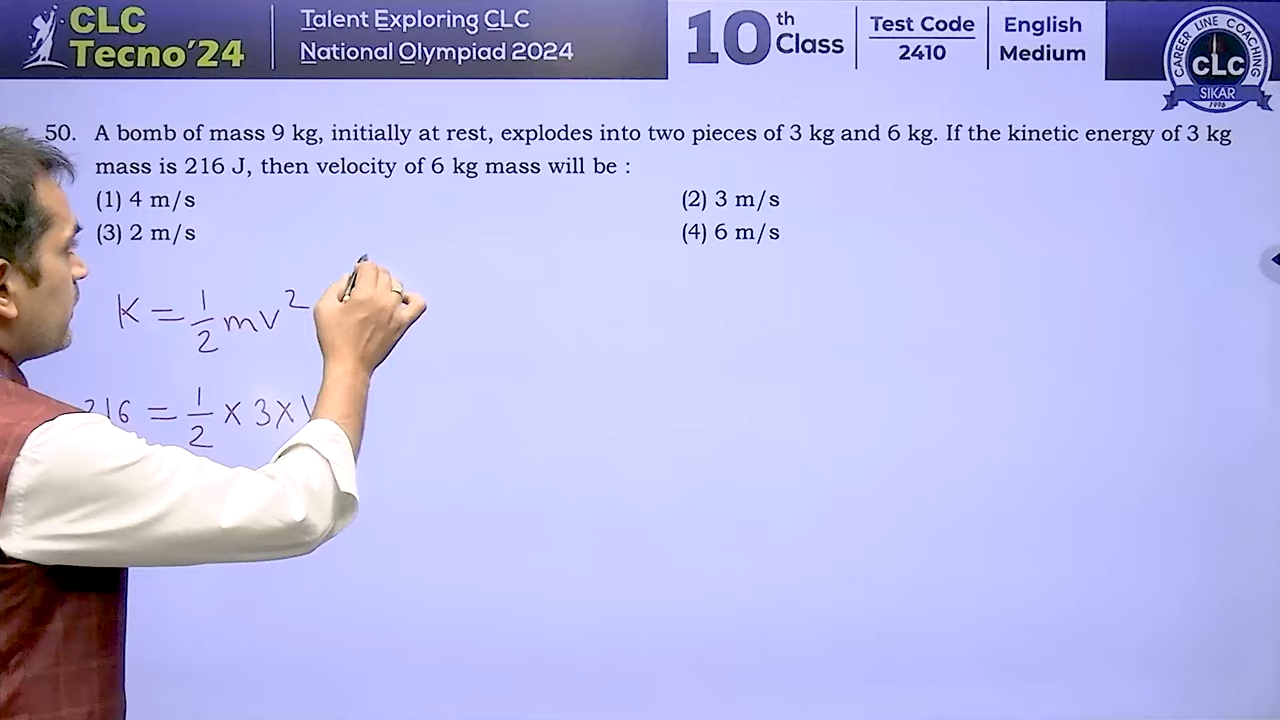 CLC
Tecno'24
Talent Exploring CLC
National Olympiad 2024
10th Class
Test Code
2410
English
Medium
CAREER LINE COACHING
CLC
SIKAR
1996
50. A bomb of mass 9 kg, initially at rest, explodes into two pieces of 3 kg and 6 kg. If the kinetic energy of 3 kg
mass is 216 J, then velocity of 6 kg mass will be :
(1) 4 m/s
(2) 3 m/s
(3) 2 m/s
(4) 6 m/s
K = 1/2 mv²
216 = 1/2 × 3 ×